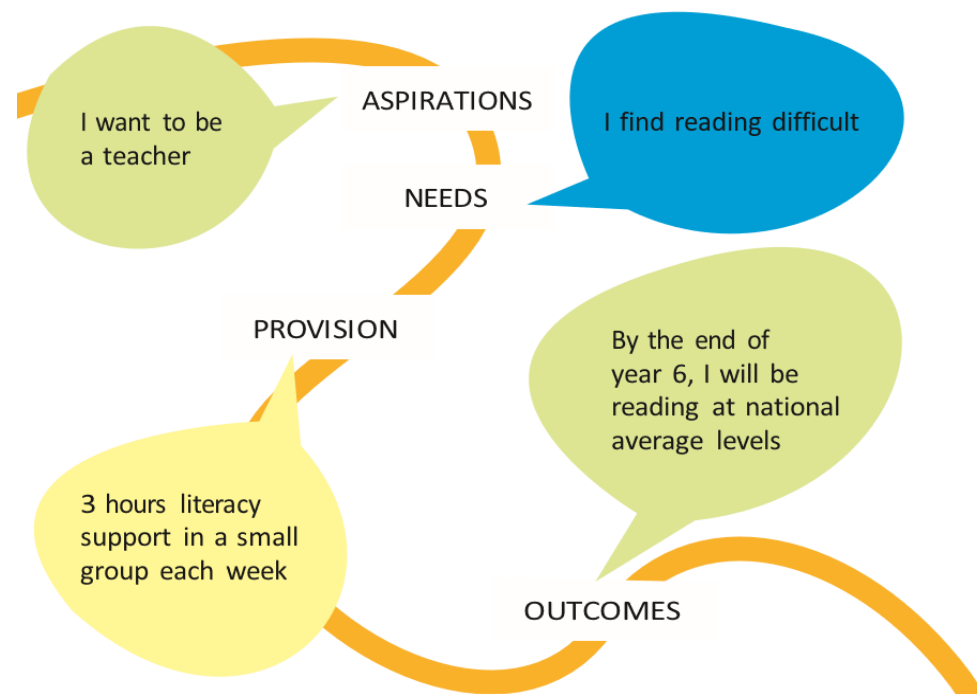 I want to be
a teacher
ASPIRATIONS
I find reading difficult
NEEDS
PROVISION
3 hours literacy
support in a small
group each week
By the end of
year 6, I will be
reading at national
average levels
OUTCOMES